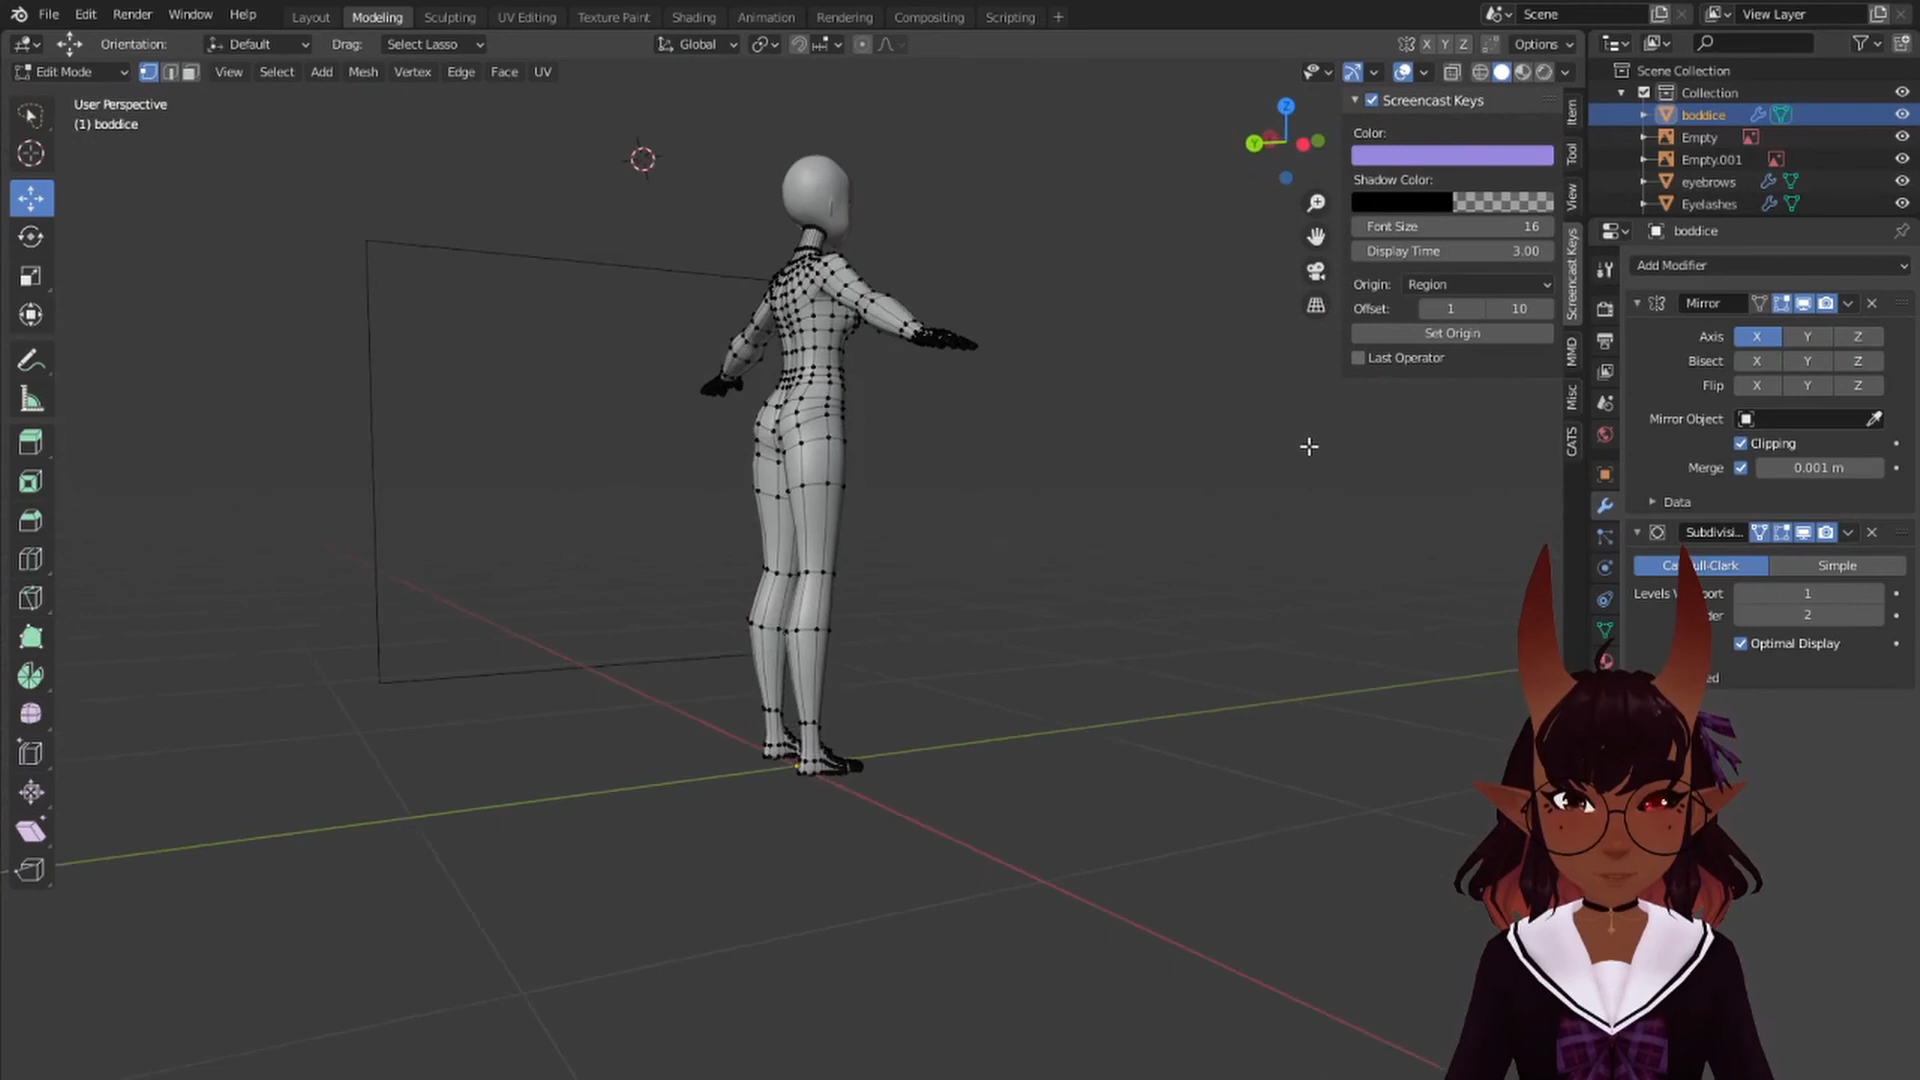 File Edit Render Window Help
Layout Modeling Sculpting UV Editing Texture Paint Shading Animation Rendering Compositing Scripting +
Scene
View Layer
Orientation: Default Drag: Select Lasso
Global
X Y Z
Options
Edit Mode View Select Add Mesh Vertex Edge Face UV
User Perspective
(1) boddice
Z
Y
Screencast Keys
Color:
Shadow Color:
Font Size 16
Display Time 3.00
Origin: Region
Offset: 1 10
Set Origin
Last Operator
Item
Tool
View
Screencast Keys
MMD
Misc
CATS
Scene Collection
Collection
boddice
Empty
Empty.001
eyebrows
Eyelashes
boddice
Add Modifier
Mirror
Axis X Y Z
Bisect X Y Z
Flip X Y Z
Mirror Object
Clipping
Merge 0.001 m
Data
Subdivisi...
Simple
1
2
Optimal Display